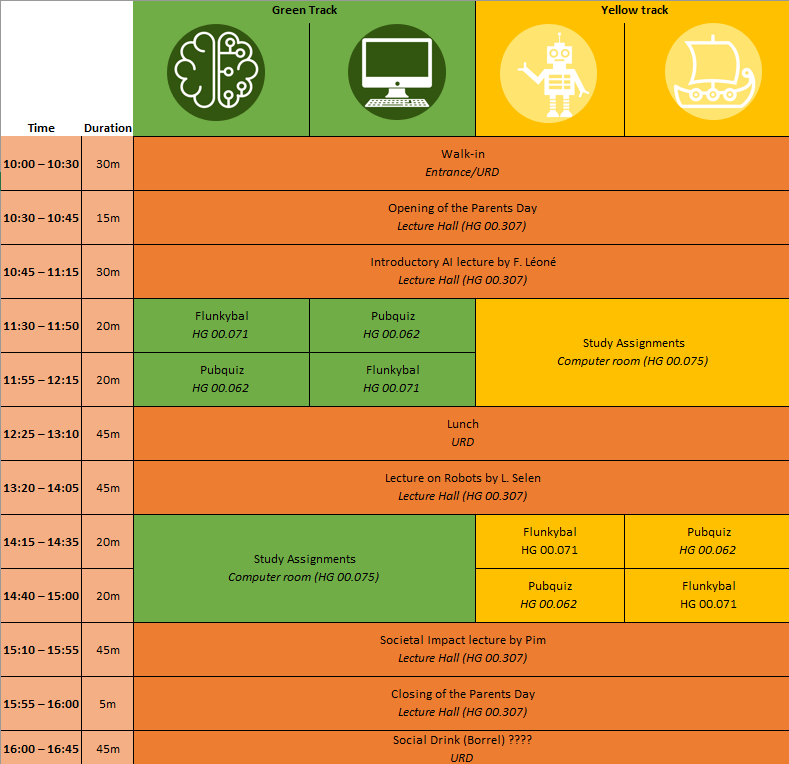 Green Track
Yellow track
Time
Duration
10:00 – 10:30
30m
Walk-in
Entrance/URD
10:30 – 10:45
15m
Opening of the Parents Day
Lecture Hall (HG 00.307)
10:45 – 11:15
30m
Introductory AI lecture by F. Léoné
Lecture Hall (HG 00.307)
11:30 – 11:50
20m
Flunkybal
HG 00.071
Pubquiz
HG 00.062
Study Assignments
Computer room (HG 00.075)
11:55 – 12:15
20m
Pubquiz
HG 00.062
Flunkybal
HG 00.071
12:25 – 13:10
45m
Lunch
URD
13:20 – 14:05
45m
Lecture on Robots by L. Selen
Lecture Hall (HG 00.307)
14:15 – 14:35
20m
Study Assignments
Computer room (HG 00.075)
Flunkybal
HG 00.071
Pubquiz
HG 00.062
14:40 – 15:00
20m
Pubquiz
HG 00.062
Flunkybal
HG 00.071
15:10 – 15:55
45m
Societal Impact lecture by Pim
Lecture Hall (HG 00.307)
15:55 – 16:00
5m
Closing of the Parents Day
Lecture Hall (HG 00.307)
16:00 – 16:45
45m
Social Drink (Borrel) ????
URD